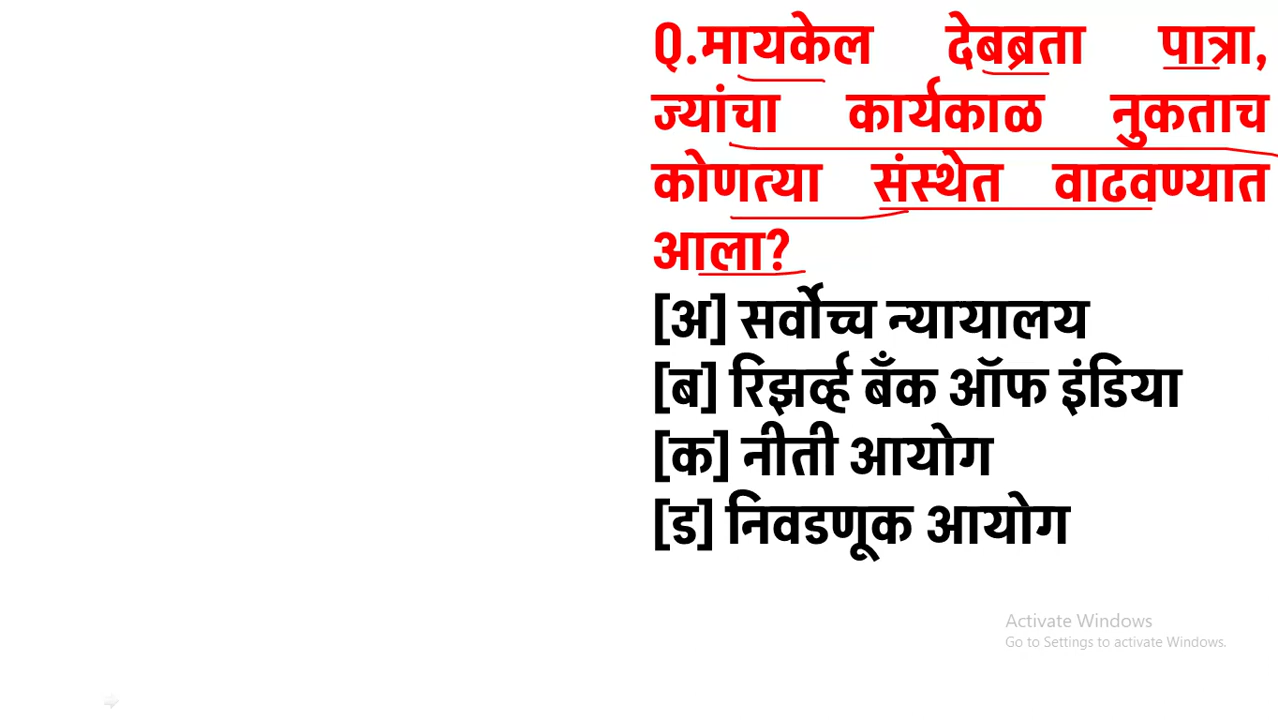 Q.मायकेल देबब्रता पात्रा,
ज्यांचा कार्यकाळ नुकताच
कोणत्या संस्थेत वाढवण्यात
आला?
[अ] सर्वोच्च न्यायालय
[ब] रिझर्व्ह बँक ऑफ इंडिया
[क] नीती आयोग
[ड] निवडणूक आयोग
Activate Windows
Go to Settings to activate Windows.